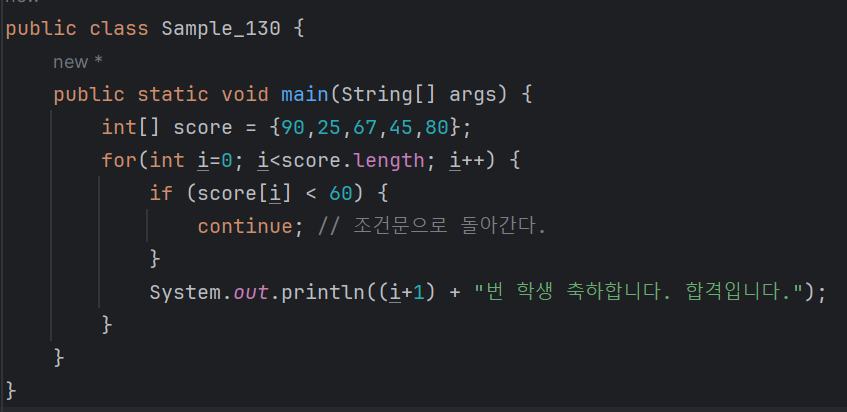 public class Sample_130 {
new *
public static void main(String[] args) {
int[] score = {90,25,67,45,80};
for(int i=0; i<score.length; i++) {
if (score[i] < 60) {
continue; // 조건문으로 돌아간다.
}
System.out.println((i+1) + "번 학생 축하합니다. 합격입니다.");
}
}
}